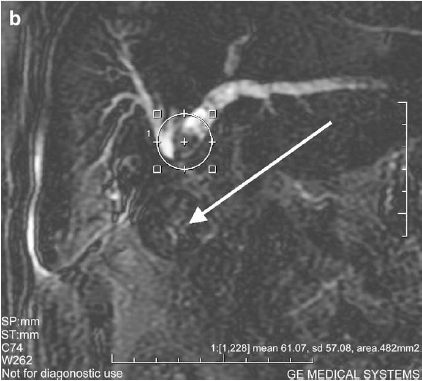 b
1
1:[1,228] mean 61.07, sd 57.08, area.482mm2
SP:mm
ST:mm
C74
W262
Not for diagonostic use
GE MEDICAL SYSTEMS